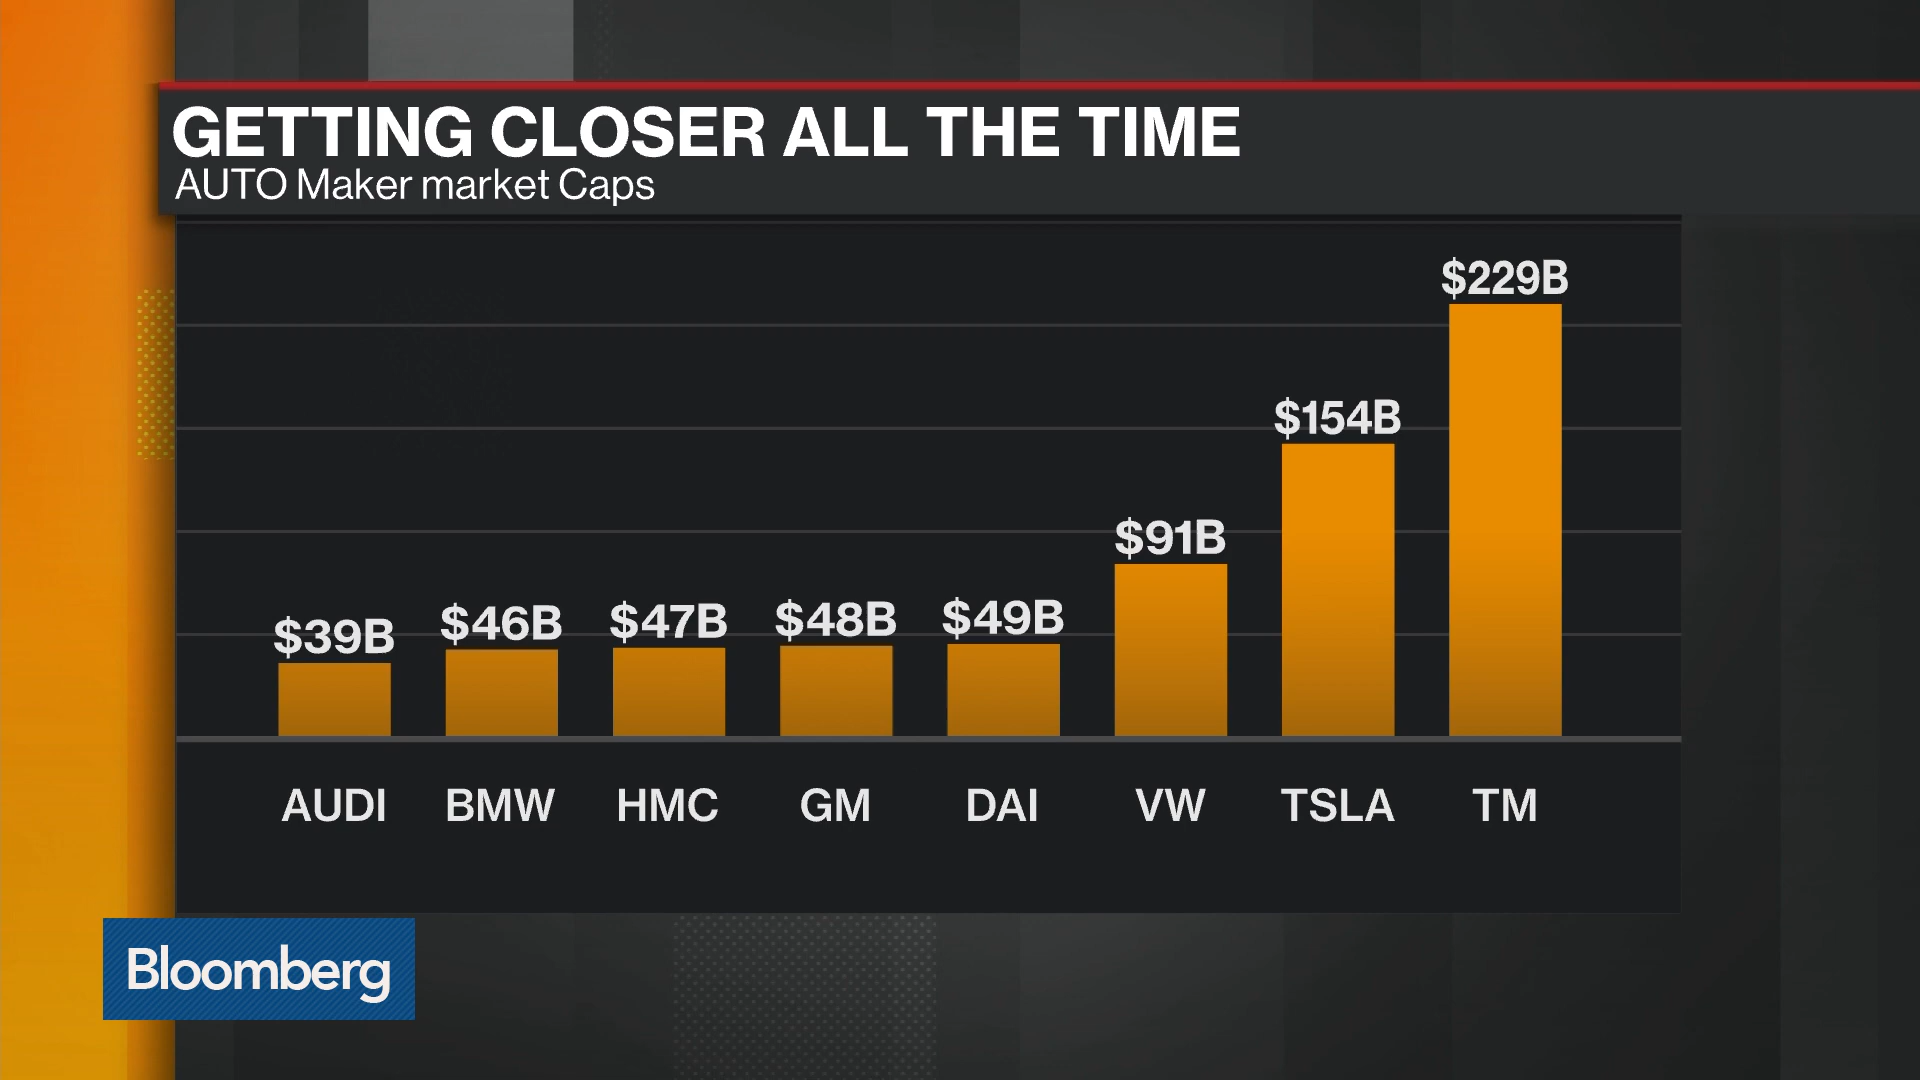 GETTING CLOSER ALL THE TIME
AUTO Maker market Caps
$39B $46B $47B $48B $49B $91B $154B $229B
AUDI BMW HMC GM DAI VW TSLA TM
Bloomberg